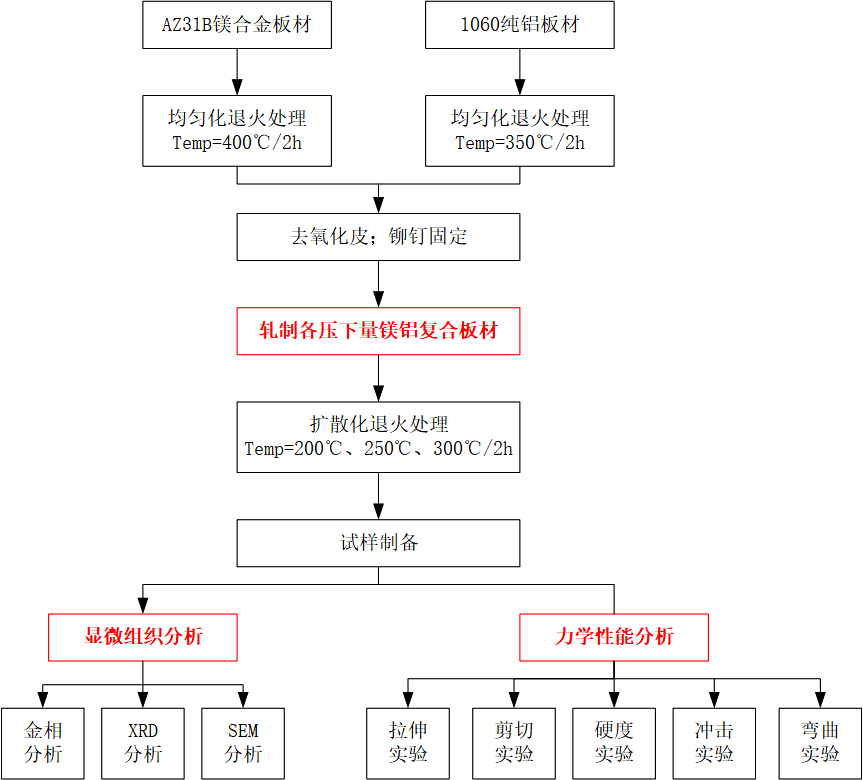 AZ31B镁合金板材
1060纯铝板材
均匀化退火处理
Temp=400℃/2h
均匀化退火处理
Temp=350℃/2h
去氧化皮；铆钉固定
轧制各压下量镁铝复合板材
扩散化退火处理
Temp=200℃、250℃、300℃/2h
试样制备
显微组织分析
力学性能分析
金相
分析
XRD
分析
SEM
分析
拉伸
实验
剪切
实验
硬度
实验
冲击
实验
弯曲
实验